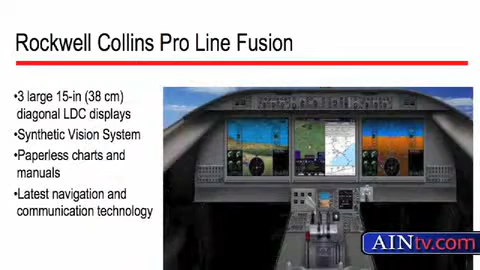 Rockwell Collins Pro Line Fusion
•3 large 15-in (38 cm)
diagonal LDC displays
•Synthetic Vision System
•Paperless charts and
manuals
•Latest navigation and
communication technology
AINtv.com